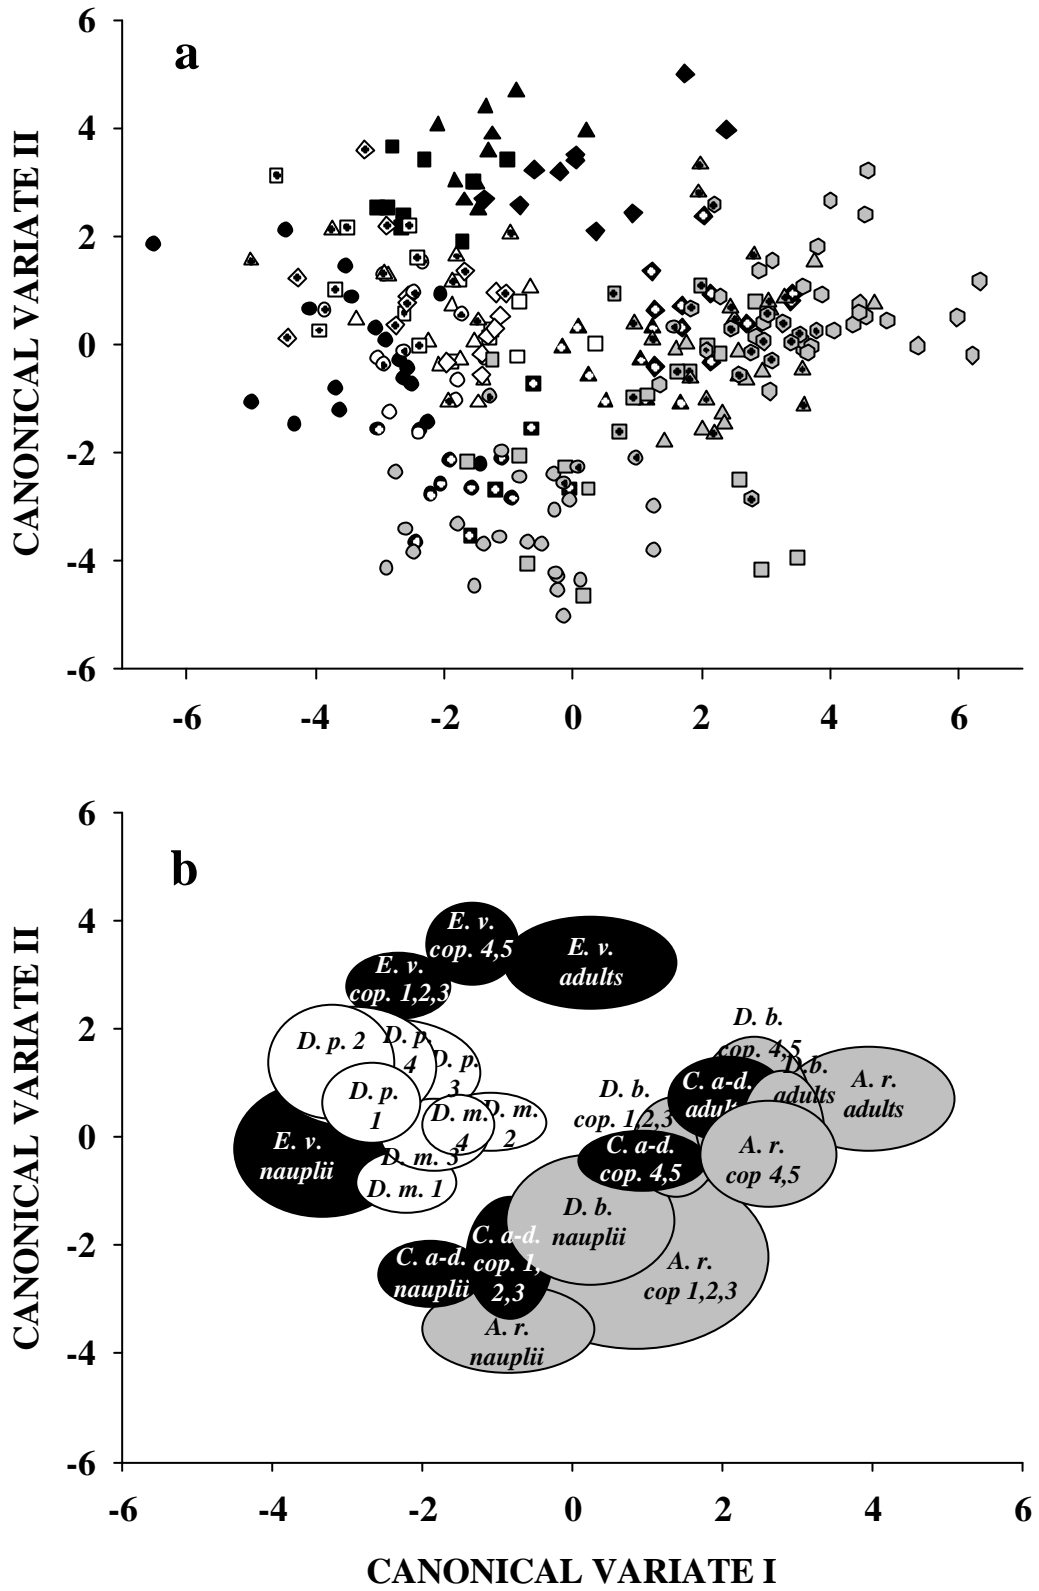 6
a
4
2
0
-2
-4
-6
CANONICAL VARIATE II
-6 -4 -2 0 2 4 6
6
b
4
2
0
-2
-4
-6
CANONICAL VARIATE II
E. v.
cop. 4,5
E. v.
adults
E. v.
cop. 1,2,3
D. p. 2
D. p.
4
D. p.
3
D. p.
1
D. m.
4
D. m.
2
D. m. 3
D. m. 1
E. v.
nauplii
D. b.
cop. 4,5
D.b.
adults
A. r.
adults
C. a-d.
adult
D. b.
cop. 1,2,3
C. a-d.
cop. 4,5
A. r.
cop 4,5
D. b.
nauplii
A. r.
cop 1,2,3
C. a-d.
cop. 1,
2,3
C. a-d.
nauplii
A. r.
nauplii
-6 -4 -2 0 2 4 6
CANONICAL VARIATE I